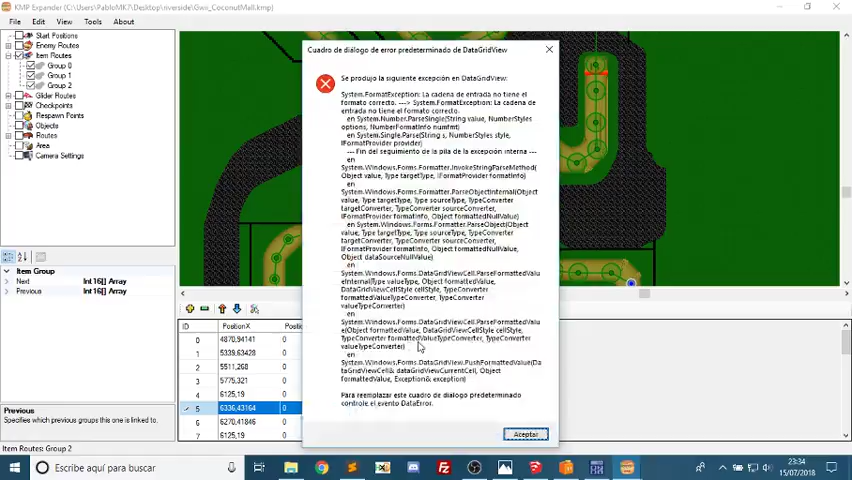 KMP Expander (C:\Users\PabloMK7\Desktop\riverside\Gwii_CoconutMall.kmp)
File Edit View Tools About
Start Positions
Enemy Routes
Item Routes
Group 0
Group 1
Group 2
Glider Routes
Checkpoints
Respawn Points
Objects
Routes
Area
Camera Settings
Item Group
Next Int16[] Array
Previous Int16[] Array
Previous
Specifies which previous groups this one is linked to.
Item Routes: Group 2
ID PositionX Positi
0 4870,94141 0
1 5339,63428 0
2 5511,268 0
3 5775,321 0
4 6125,19 0
5 6336,43164 0
6 6270,41846 0
7 6125,19 0
Cuadro de diálogo de error predeterminado de DataGridView
Se produjo la siguiente excepción en DataGridView:
System.FormatException: La cadena de entrada no tiene el
formato correcto. ---> System.FormatException: La cadena de
entrada no tiene el formato correcto.
en System.Number.ParseSingle(String value, NumberStyles
options, NumberFormatInfo numfmt)
en System.Single.Parse(String s, NumberStyles style,
IFormatProvider provider)
--- Fin del seguimiento de la pila de la excepción interna ---
en
System.Windows.Forms.Formatter.InvokeStringParseMethod(
Object value, Type targetType, IFormatProvider formatInfo)
en
System.Windows.Forms.Formatter.ParseObjectInternal(Object
value, Type targetType, Type sourceType, TypeConverter
targetConverter, TypeConverter sourceConverter,
IFormatProvider formatInfo, Object formattedNullValue)
en System.Windows.Forms.Formatter.ParseObject(Object
value, Type targetType, Type sourceType, TypeConverter
targetConverter, TypeConverter sourceConverter,
IFormatProvider formatInfo, Object formattedNullValue,
Object dataSourceNullValue)
en
System.Windows.Forms.DataGridViewCell.ParseFormattedValu
eInternal(Type valueType, Object formattedValue,
DataGridViewCellStyle cellStyle, TypeConverter
formattedValueTypeConverter, TypeConverter
valueTypeConverter)
en
System.Windows.Forms.DataGridViewCell.ParseFormattedValu
e(Object formattedValue, DataGridViewCellStyle cellStyle,
TypeConverter formattedValueTypeConverter, TypeConverter
valueTypeConverter)
en
System.Windows.Forms.DataGridView.PushFormattedValue(Da
taGridViewCell& dataGridViewCurrentCell, Object
formattedValue, Exception& exception)
Para reemplazar este cuadro de diálogo predeterminado
controle el evento DataError.
Aceptar
Escribe aquí para buscar
23:34
15/07/2018